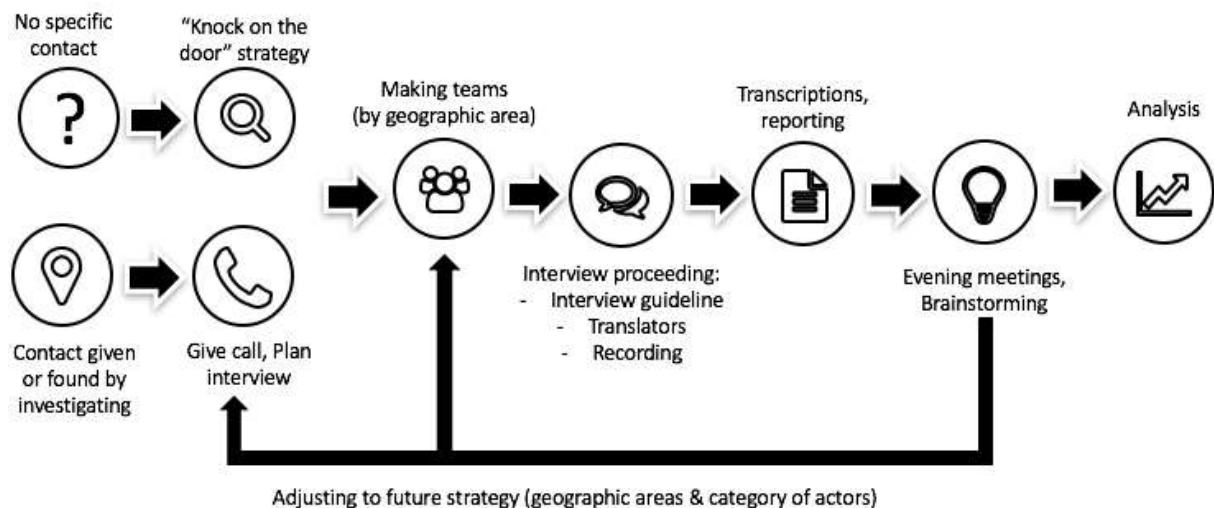 No specific
contact
“Knock on the
door” strategy
Making teams
(by geographic area)
Transcriptions,
reporting
Analysis
?
Interview proceeding:
- Interview guideline
- Translators
- Recording
Evening meetings,
Brainstorming
Contact given
or found by
investigating
Give call, Plan
interview
Adjusting to future strategy (geographic areas & category of actors)